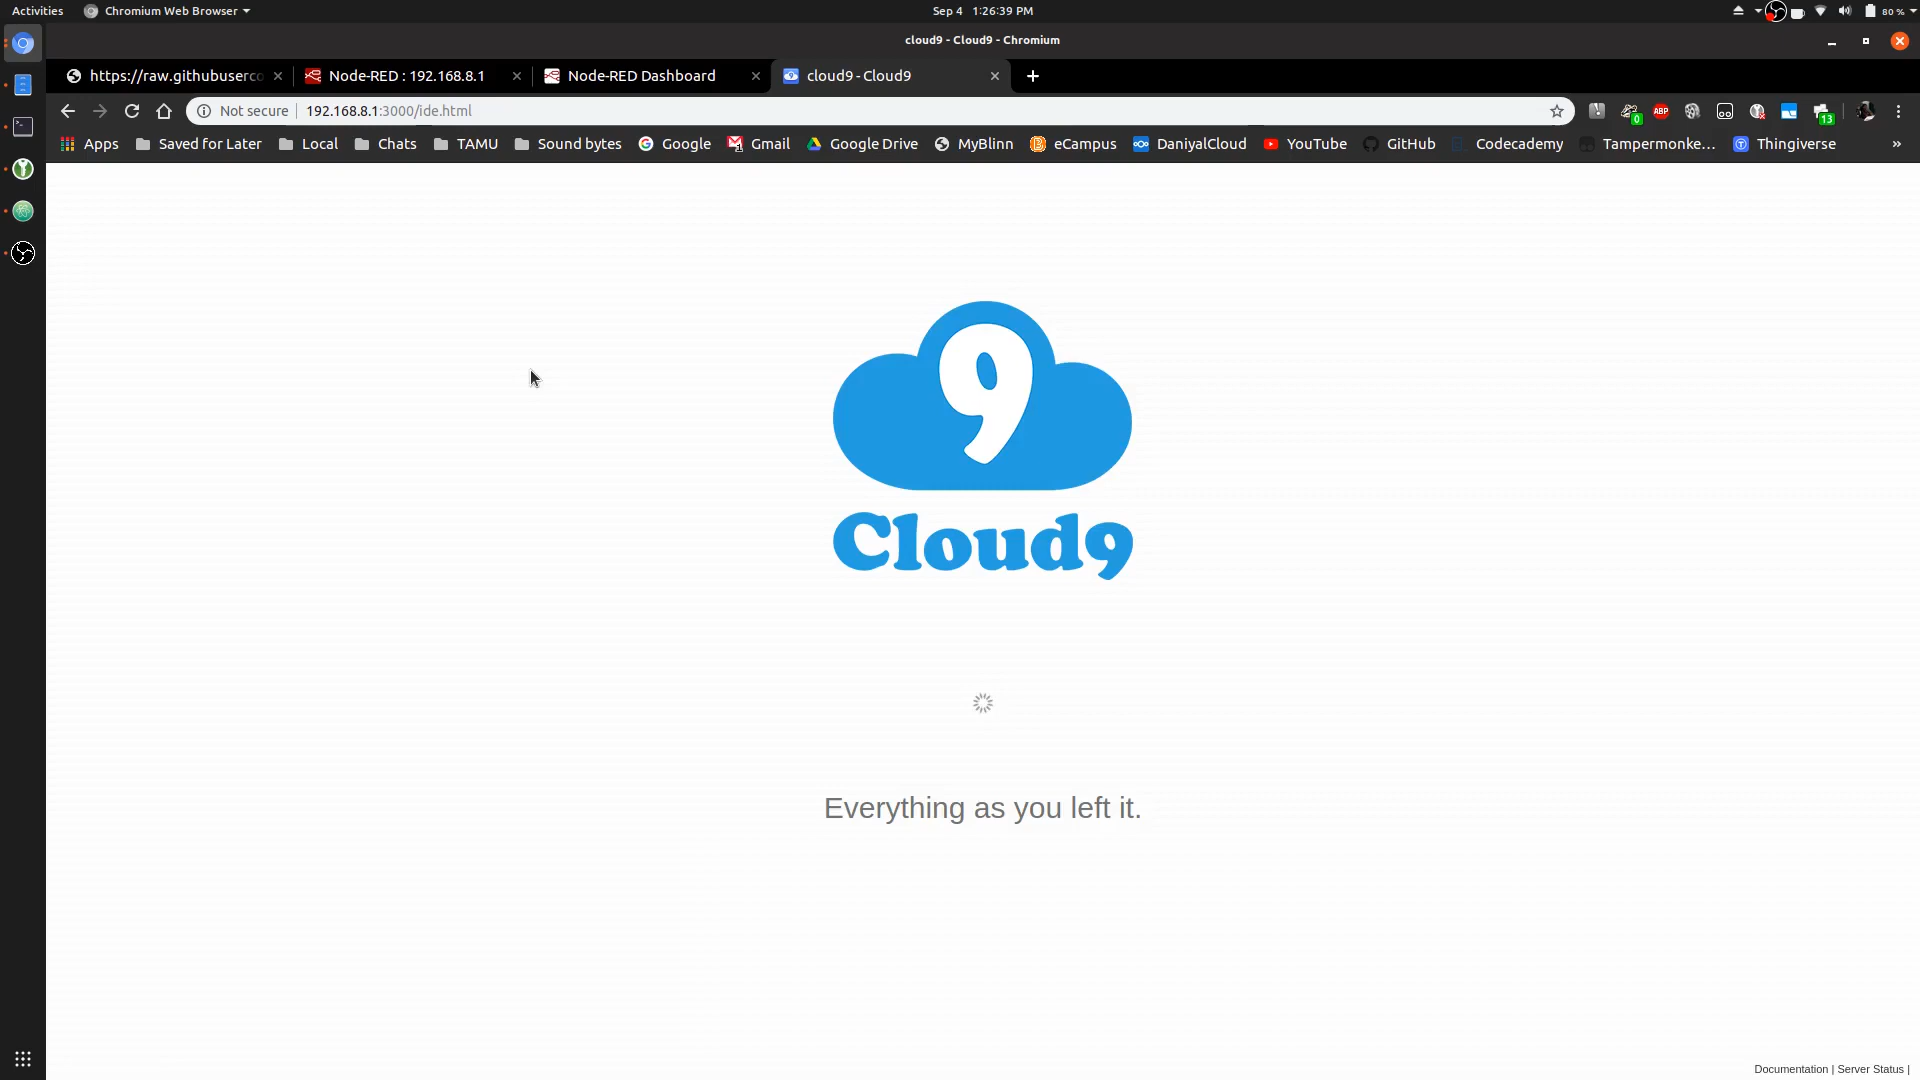 Activities Chromium Web Browser Sep 4 1:26:39 PM 80 %
cloud9 - Cloud9 - Chromium
https://raw.githubuserco Node-RED : 192.168.8.1 Node-RED Dashboard cloud9 - Cloud9
Not secure 192.168.8.1:3000/ide.html 0 ABP 13
Apps Saved for Later Local Chats TAMU Sound bytes Google Gmail Google Drive MyBlinn eCampus DaniyalCloud YouTube GitHub Codecademy Tampermonke... Thingiverse »
9
Cloud9
Everything as you left it.
Documentation | Server Status |